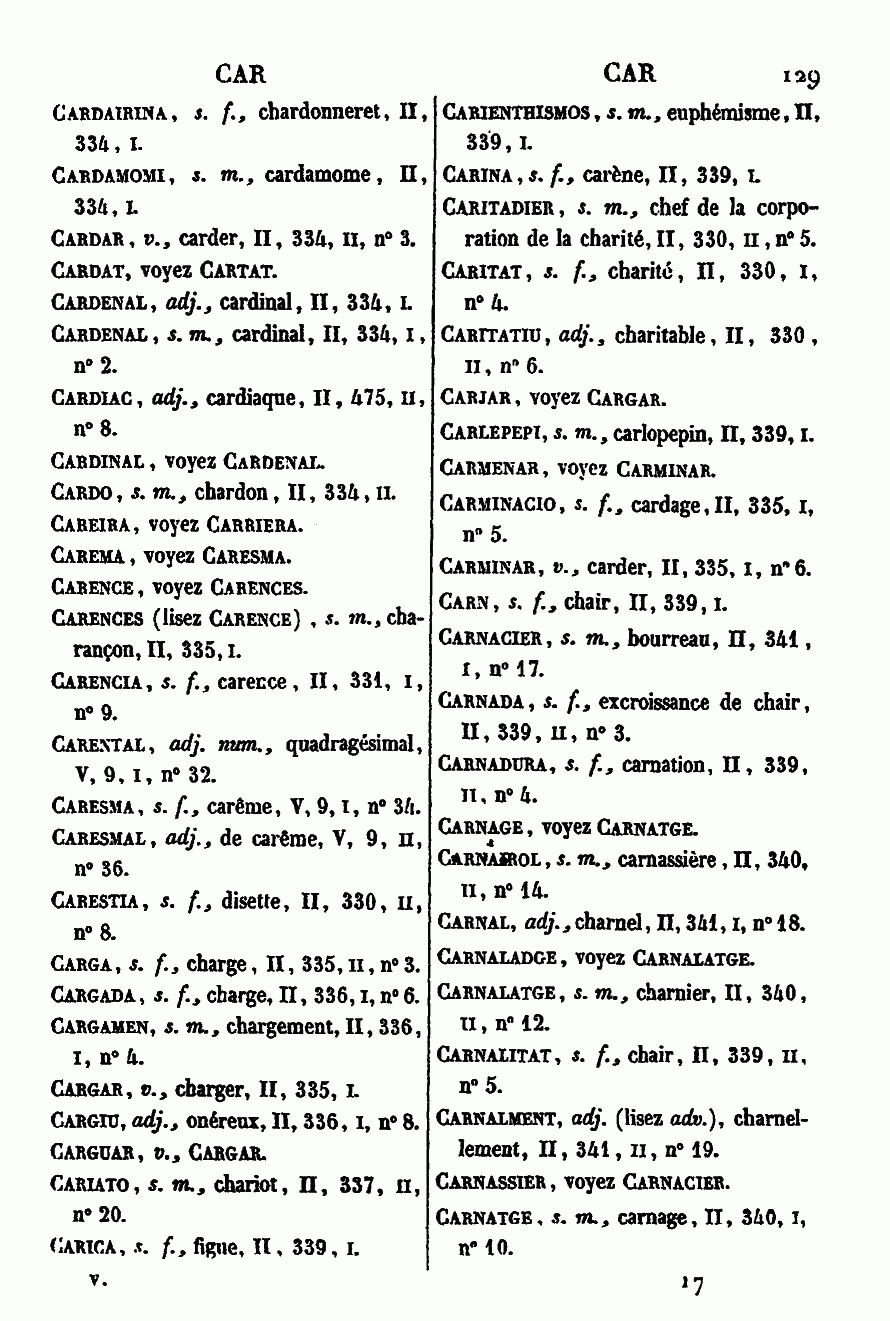 CAR
CARDAIRINA, s. f., chardonneret, II,
334, I.
CARDAMOMI, s. m., cardamome, II,
334, I.
CARDAR, v., carder, II, 334, II, n° 3.
CARDAT, voyez CARTAT.
CARDENAL, adj., cardinal, II, 334, I.
CARDENAL, s. m., cardinal, II, 334, I,
n° 2.
CARDIAC, adj., cardiaque, II, 475, II,
n° 8.
CARDINAL, voyez CARDENAL.
CARDO, s. m., chardon, II, 334, II.
CAREIRA, voyez CARRIERA.
CAREMA, voyez CARESMA.
CARENCE, voyez CARENCES.
CARENCES (lisez CARENCE), s. m., cha-
rançon, II, 335, I.
CARENCIA, s. f., carence, II, 331, I,
n° 9.
CARENTAL, adj. num., quadragésimal,
V, 9, I, n° 32.
CARESMA, s. f., carême, V, 9, I, n° 34.
CARESMAL, adj., de carême, V, 9, II,
n° 36.
CARESTIA, s. f., disette, II, 330, II,
n° 8.
CARGA, s. f., charge, II, 335, II, n° 3.
CARGADA, s. f., charge, II, 336, I, n° 6.
CARGAMEN, s. m., chargement, II, 336,
I, n° 4.
CARGAR, v., charger, II, 335, I.
CARGIU, adj., onéreux, II, 336, I, n° 8.
CARGUAR, v., CARGAR.
CARIATO, s. m., chariot, II, 337, II,
n° 20.
CARICA, s. f., figue, II, 339, I.
V.
CAR 129
CARIENTHISMOS, s. m., euphémisme, II,
339, I.
CARINA, s. f., carène, II, 339, I.
CARITADIER, s. m., chef de la corpo-
ration de la charité, II, 330, II, n° 5.
CARITAT, s. f., charité, II, 330, I,
n° 4.
CARITATIU, adj., charitable, II, 330,
II, n° 6.
CARJAR, voyez CARGAR.
CARLEPEPI, s. m., carlopepin, II, 339, I.
CARMENAR, voyez CARMINAR.
CARMINACIO, s. f., cardage, II, 335, I,
n° 5.
CARMINAR, v., carder, II, 335, I, n° 6.
CARN, s. f., chair, II, 339, I.
CARNACIER, s. m., bourreau, II, 341,
I, n° 17.
CARNADA, s. f., excroissance de chair,
II, 339, II, n° 3.
CARNADURA, s. f., carnation, II, 339,
II, n° 4.
CARNAGE, voyez CARNATGE.
s. m., carnassière, II, 340,
II, n° 14.
CARNAL, adj., charnel, II, 341, I, n° 18.
CARNALADGE, voyez CARNALATGE.
CARNALATGE, s. m., charnier, II, 340,
II, n° 12.
CARNALITAT, s. f., chair, II, 339, II,
n° 5.
CARNALMENT, adj. (lisez adv.), charnel-
lement, II, 341, II, n° 19.
CARNASSIER, voyez CARNACIER.
CARNATGE, s. m., carnage, II, 340, I,
n° 10.
17